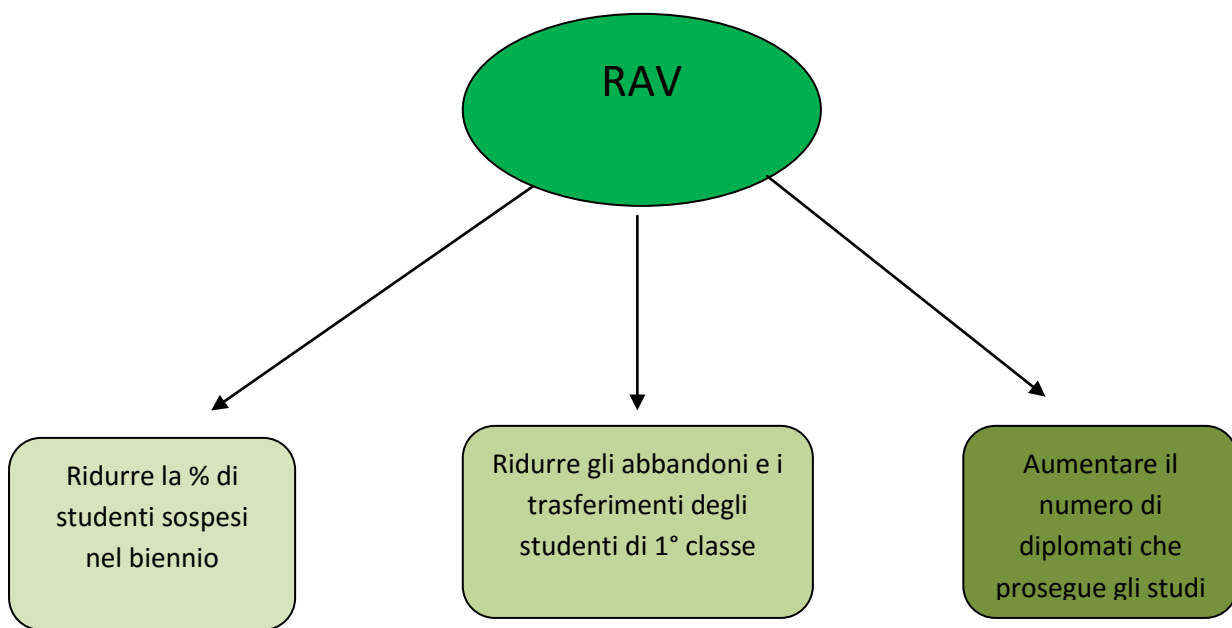 RAV
Ridurre la % di
studenti sospesi
nel biennio
Ridurre gli abbandoni e i
trasferimenti degli
studenti di 1° classe
Aumentare il
numero di
diplomati che
prosegue gli studi